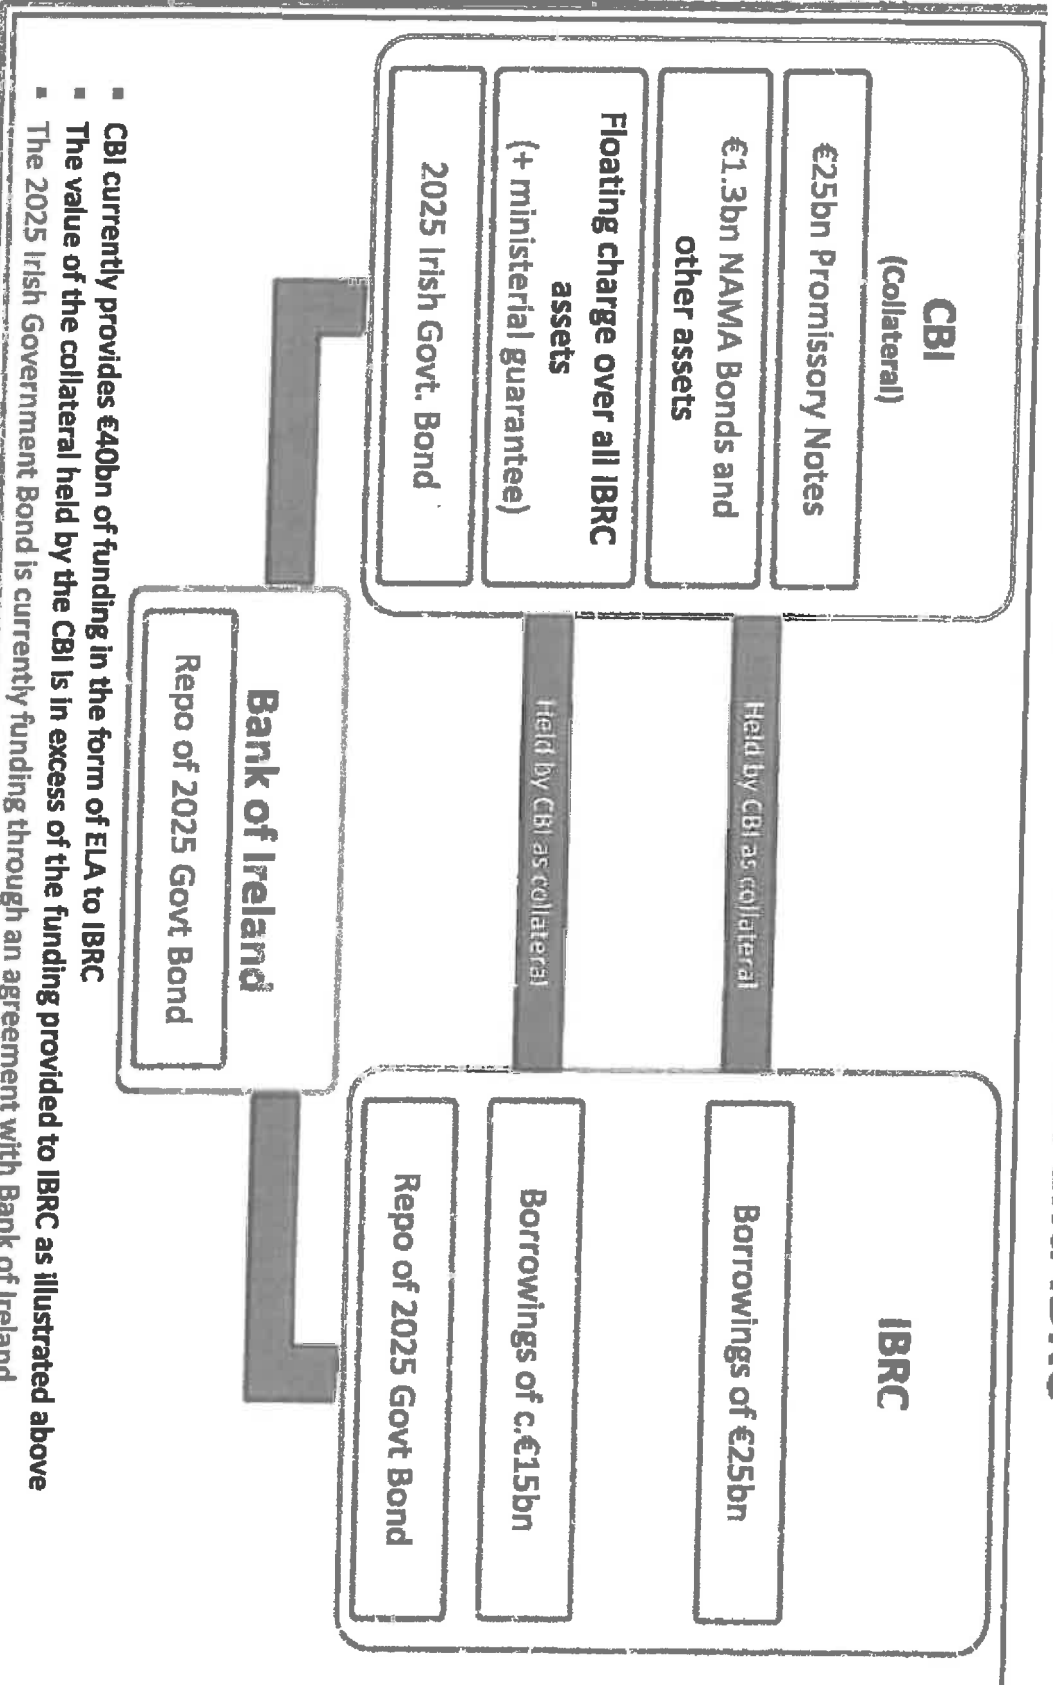 IBRC
CBI
(Collateral)
€25bn Promissory Notes
€1.3bn NAMA Bonds and
other assets
Floating charge over all IBRC
assets
(+ ministerial guarantee)
2025 Irish Govt. Bond
Held by CBI as collateral
Held by CBI as collateral
IBRC
Borrowings of €25bn
Borrowings of c.€15bn
Repo of 2025 Govt Bond
Bank of Ireland
Repo of 2025 Govt Bond
▪ CBI currently provides €40bn of funding in the form of ELA to IBRC
▪ The value of the collateral held by the CBI is in excess of the funding provided to IBRC as illustrated above
▪ The 2025 Irish Government Bond is currently funding through an agreement with Bank of Ireland